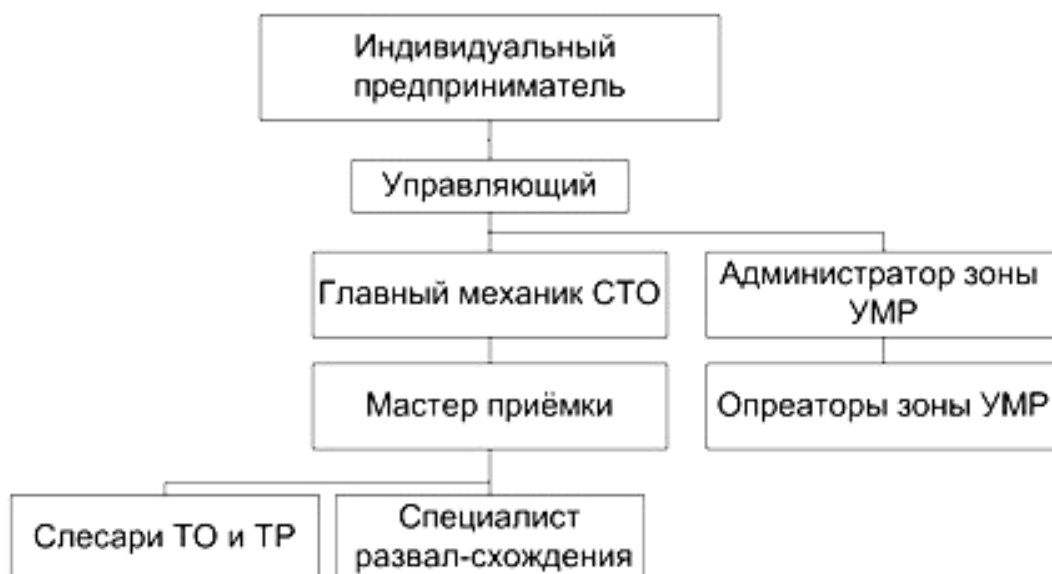 Индивидуальный
предприниматель
Управляющий
Главный механик СТО
Администратор зоны
УМР
Мастер приёмки
Опреаторы зоны УМР
Слесари ТО и ТР
Специалист
развал-схождения